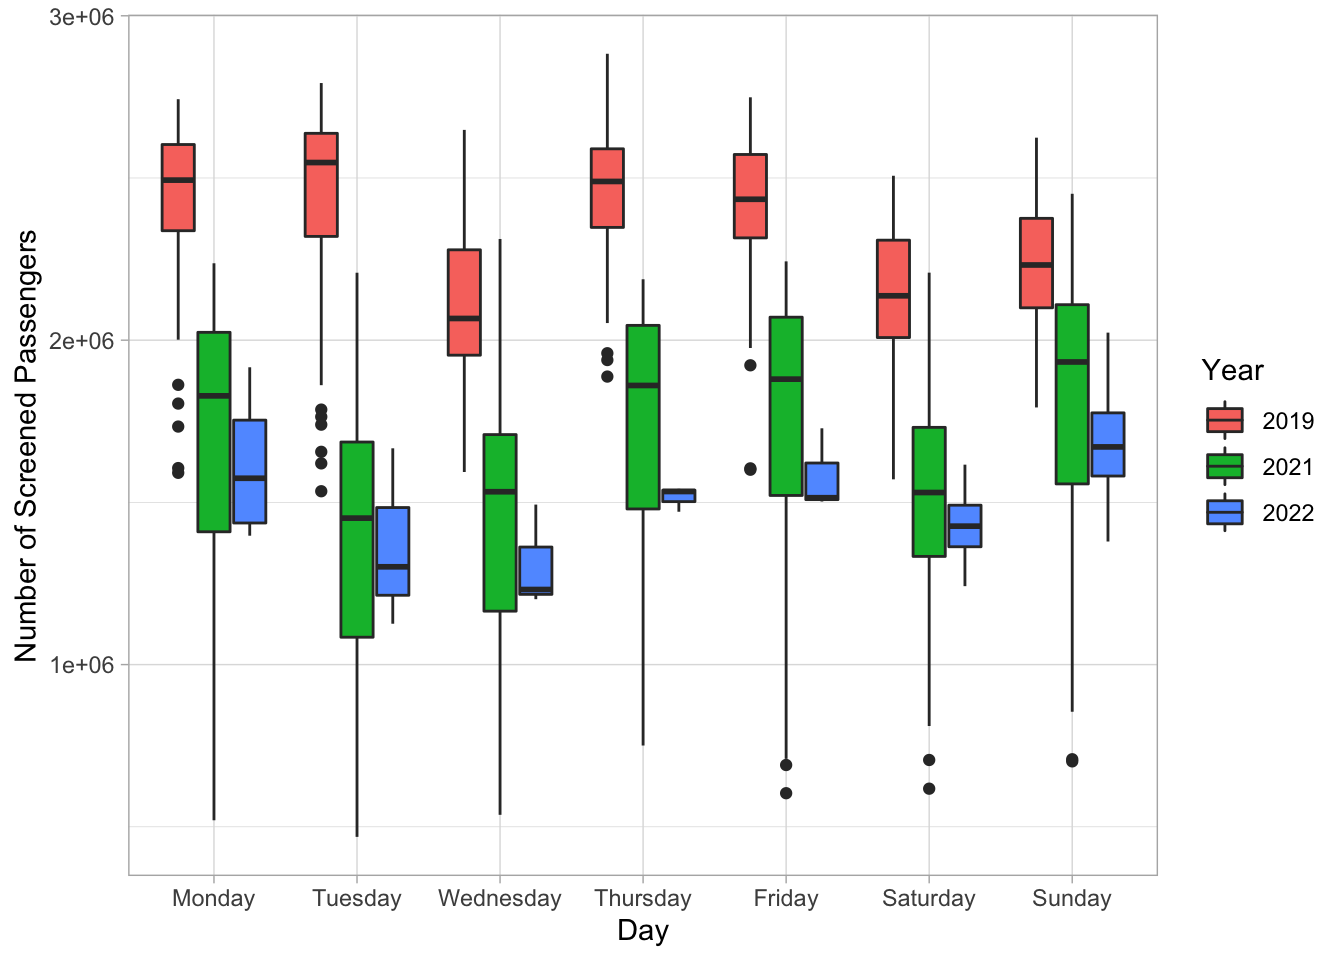 Number of Screened Passengers
3e+06
2e+06
1e+06
Monday Tuesday Wednesday Thursday Friday Saturday Sunday
Day
Year
2019
2021
2022